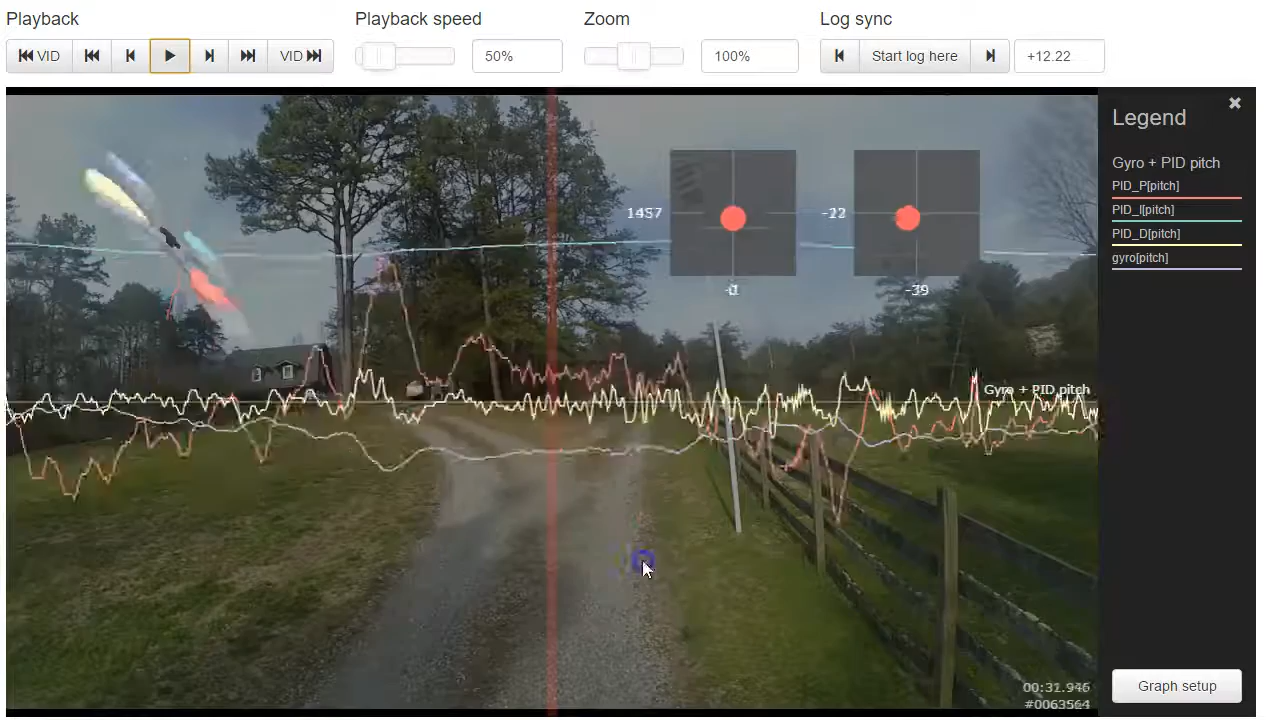 Playback
Playback speed
Zoom
Log sync
VID
VID
50%
100%
Start log here
+12.22
Legend
Gyro + PID pitch
PID_P[pitch]
PID_I[pitch]
PID_D[pitch]
gyro[pitch]
1457
-22
-39
Gyro + PID pitch
Graph setup
00:31.946
#0063564